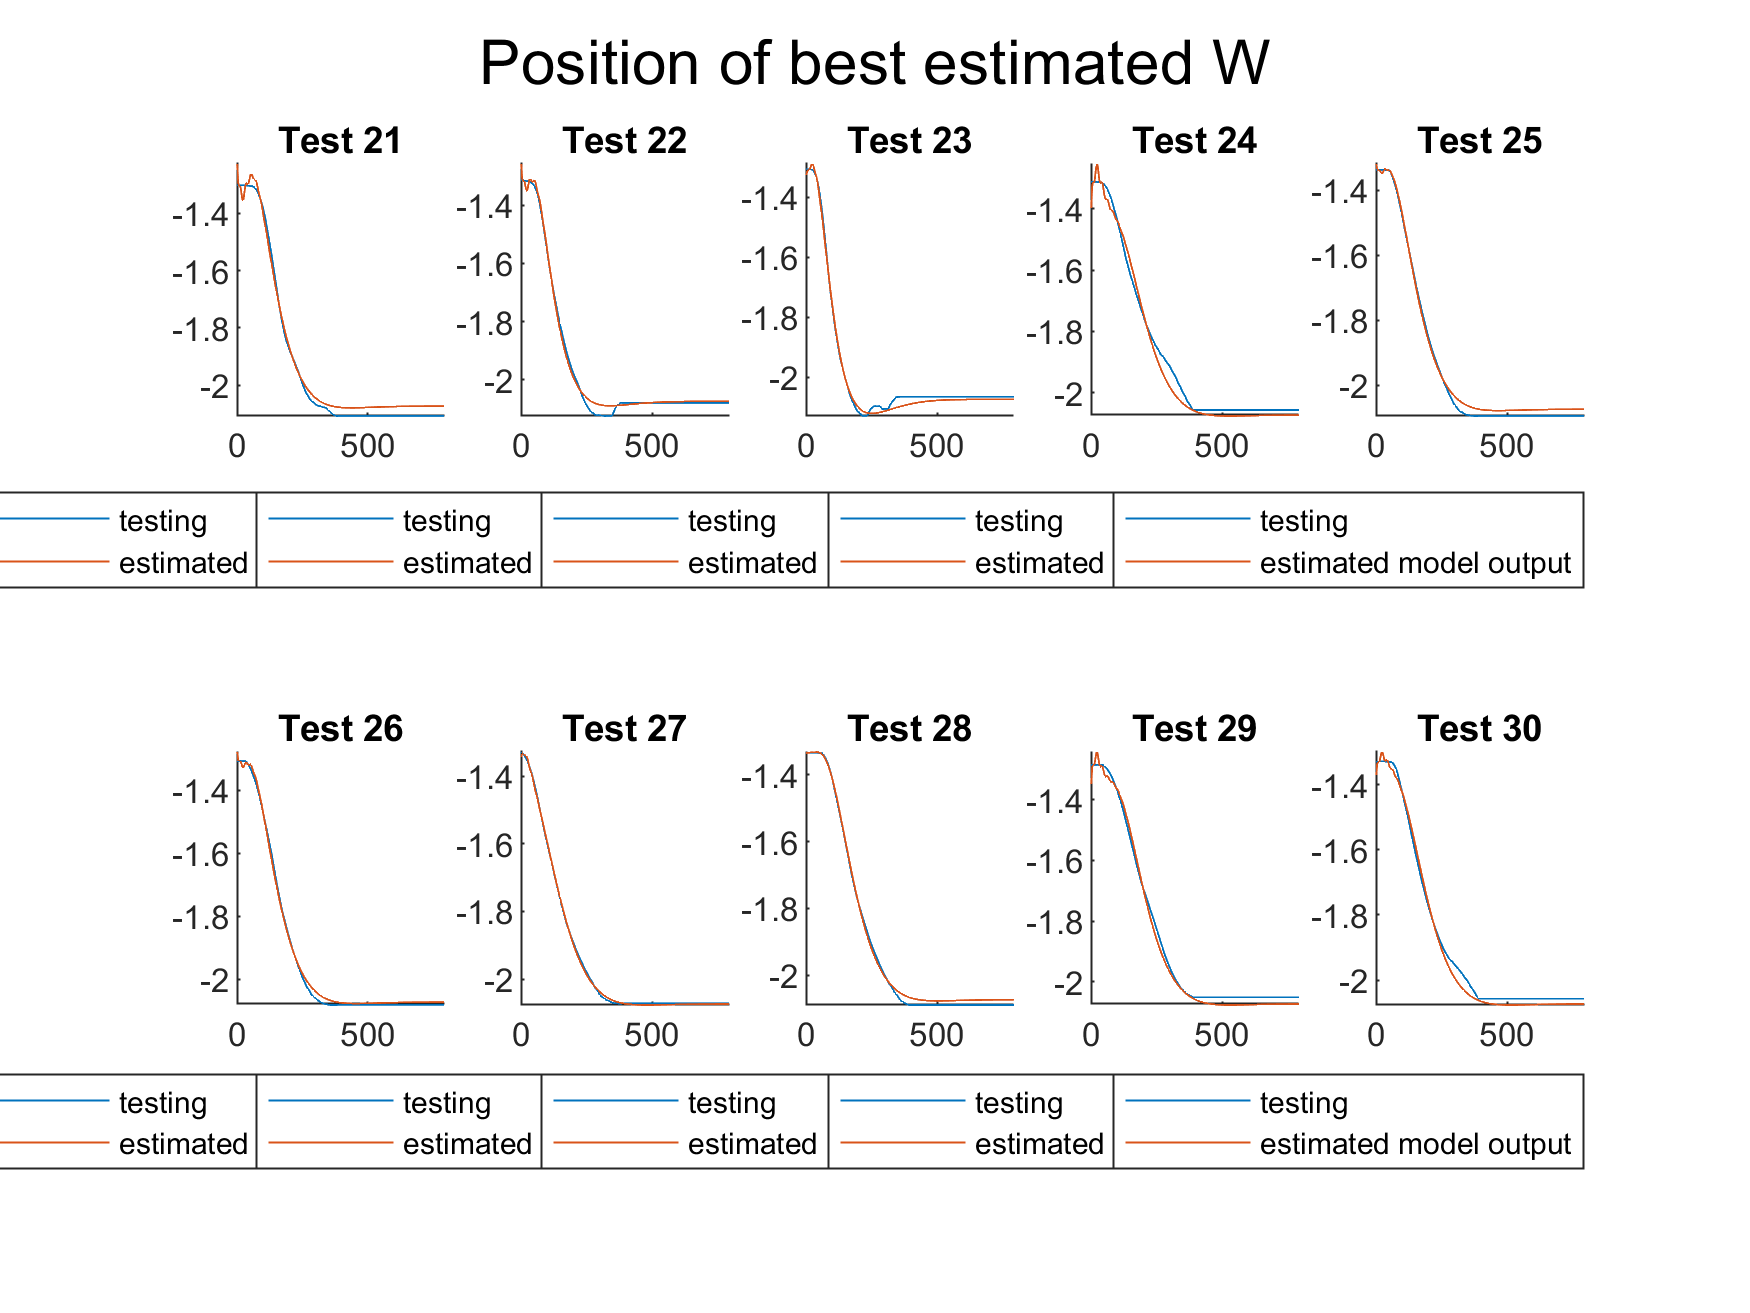 Position of best estimated W
Test 21 Test 22 Test 23 Test 24 Test 25
-1.4 -1.4 -1.4 -1.4 -1.4
-1.6 -1.6 -1.6 -1.6 -1.6
-1.8 -1.8 -1.8 -1.8 -1.8
-2 -2 -2 -2 -2
0 500 0 500 0 500 0 500 0 500
testing testing testing testing testing
estimated estimated estimated estimated estimated model output
Test 26 Test 27 Test 28 Test 29 Test 30
-1.4 -1.4 -1.4 -1.4 -1.4
-1.6 -1.6 -1.6 -1.6 -1.6
-1.8 -1.8 -1.8 -1.8 -1.8
-2 -2 -2 -2 -2
0 500 0 500 0 500 0 500 0 500
testing testing testing testing testing
estimated estimated estimated estimated estimated model output